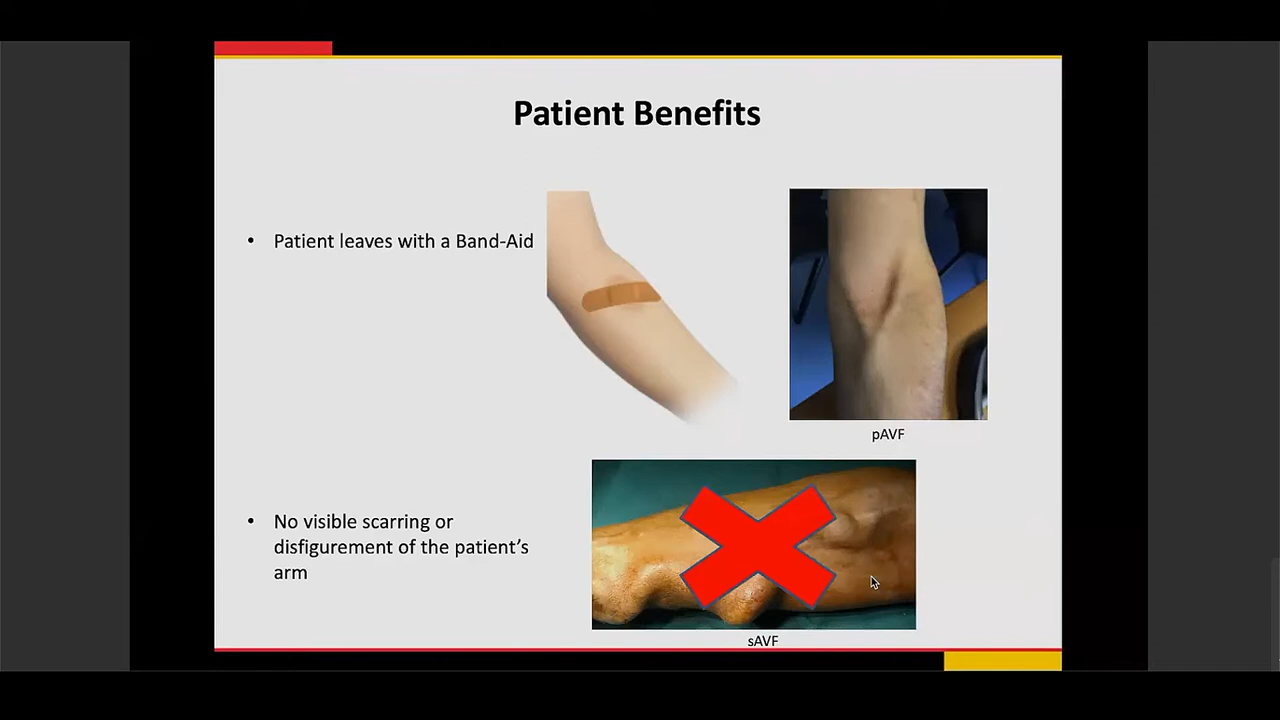 Patient Benefits
• Patient leaves with a Band-Aid
pAVF
• No visible scarring or
disfigurement of the patient’s
arm
sAVF